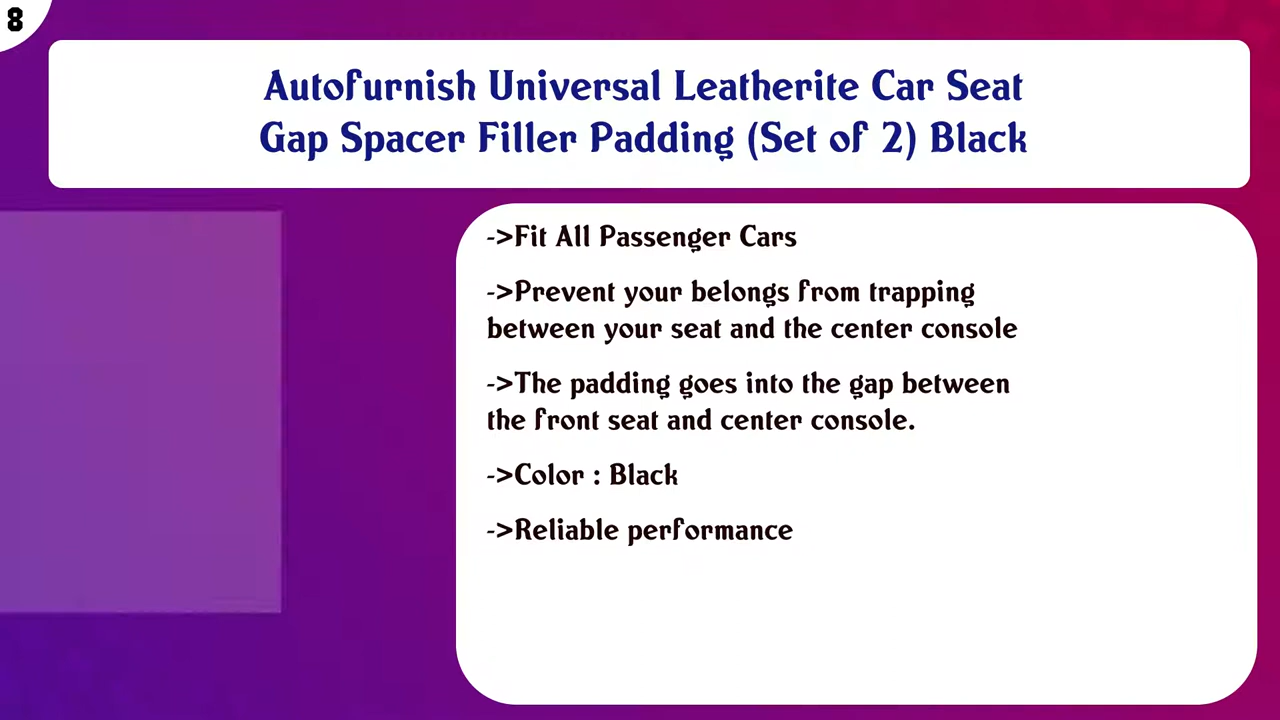 8
Autofurnish Universal Leatherite Car Seat
Gap Spacer Filler Padding (Set of 2) Black
->Fit All Passenger Cars
->Prevent your belongs from trapping
between your seat and the center console
->The padding goes into the gap between
the front seat and center console.
->Color : Black
->Reliable performance